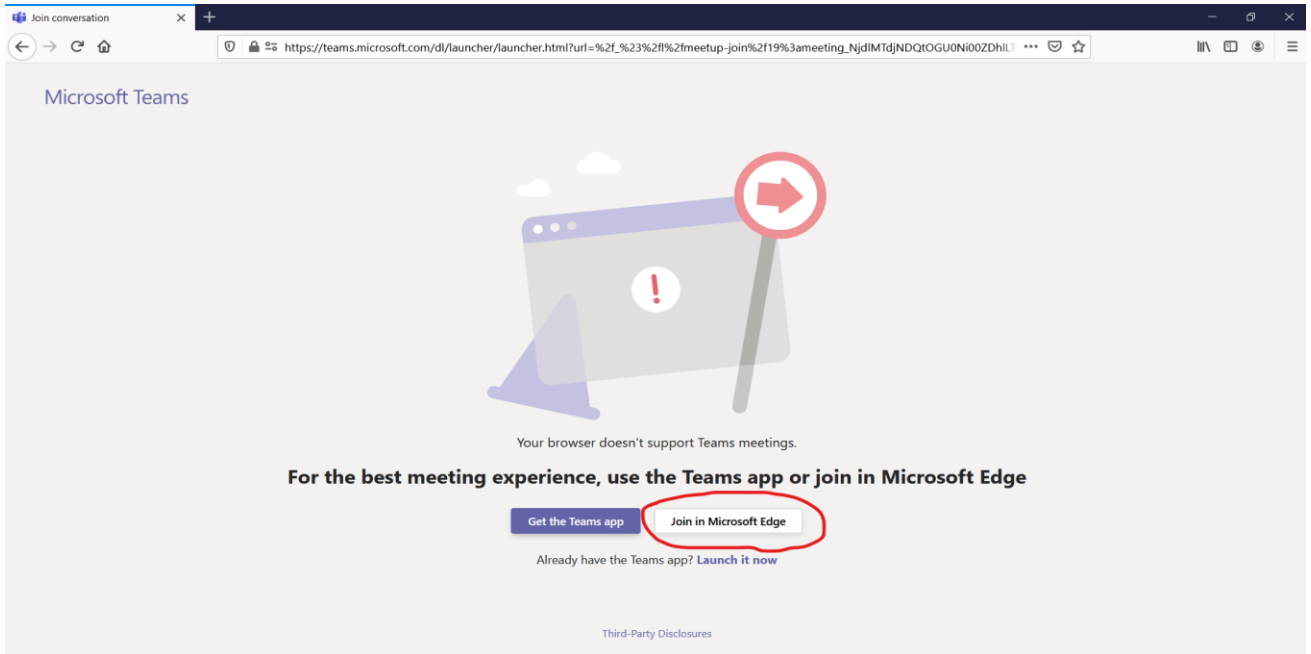 Join conversation
https://teams.microsoft.com/dl/launcher/launcher.html?url=%2f_%23%2fl%2fmeetup-join%2f19%3ameeting_NjdlMTdjNDQtOGU0Ni00ZDhlLT
Microsoft Teams
!
Your browser doesn't support Teams meetings.
For the best meeting experience, use the Teams app or join in Microsoft Edge
Get the Teams app
Join in Microsoft Edge
Already have the Teams app? Launch it now
Third-Party Disclosures